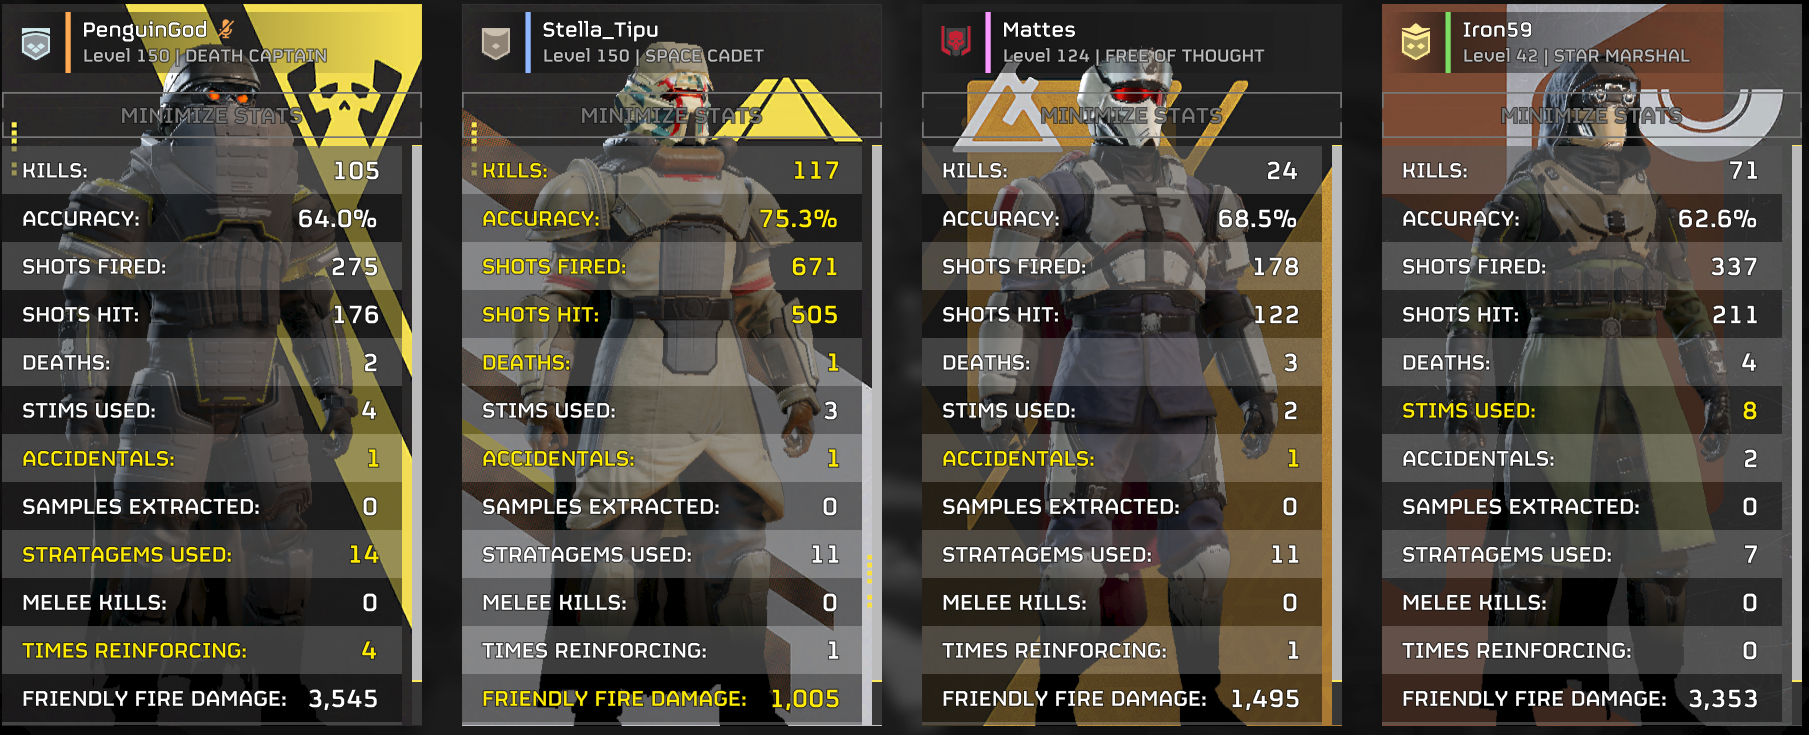 PenguinGod
Level 150 | DEATH CAPTAIN
MINIMIZE STATS
KILLS: 105
ACCURACY: 64.0%
SHOTS FIRED: 275
SHOTS HIT: 176
DEATHS: 2
STIMS USED: 4
ACCIDENTALS: 1
SAMPLES EXTRACTED: 0
STRATAGEMS USED: 14
MELEE KILLS: 0
TIMES REINFORCING: 4
FRIENDLY FIRE DAMAGE: 3,545
Stella_Tipu
Level 150 | SPACE CADET
MINIMIZE STATS
KILLS: 117
ACCURACY: 75.3%
SHOTS FIRED: 671
SHOTS HIT: 505
DEATHS: 1
STIMS USED: 3
ACCIDENTALS: 1
SAMPLES EXTRACTED: 0
STRATAGEMS USED: 11
MELEE KILLS: 0
TIMES REINFORCING: 1
FRIENDLY FIRE DAMAGE: 1,005
Mattes
Level 124 | FREE OF THOUGHT
MINIMIZE STATS
KILLS: 24
ACCURACY: 68.5%
SHOTS FIRED: 178
SHOTS HIT: 122
DEATHS: 3
STIMS USED: 2
ACCIDENTALS: 1
SAMPLES EXTRACTED: 0
STRATAGEMS USED: 11
MELEE KILLS: 0
TIMES REINFORCING: 1
FRIENDLY FIRE DAMAGE: 1,495
Iron59
Level 42 | STAR MARSHAL
MINIMIZE STATS
KILLS: 71
ACCURACY: 62.6%
SHOTS FIRED: 337
SHOTS HIT: 211
DEATHS: 4
STIMS USED: 8
ACCIDENTALS: 2
SAMPLES EXTRACTED: 0
STRATAGEMS USED: 7
MELEE KILLS: 0
TIMES REINFORCING: 0
FRIENDLY FIRE DAMAGE: 3,353